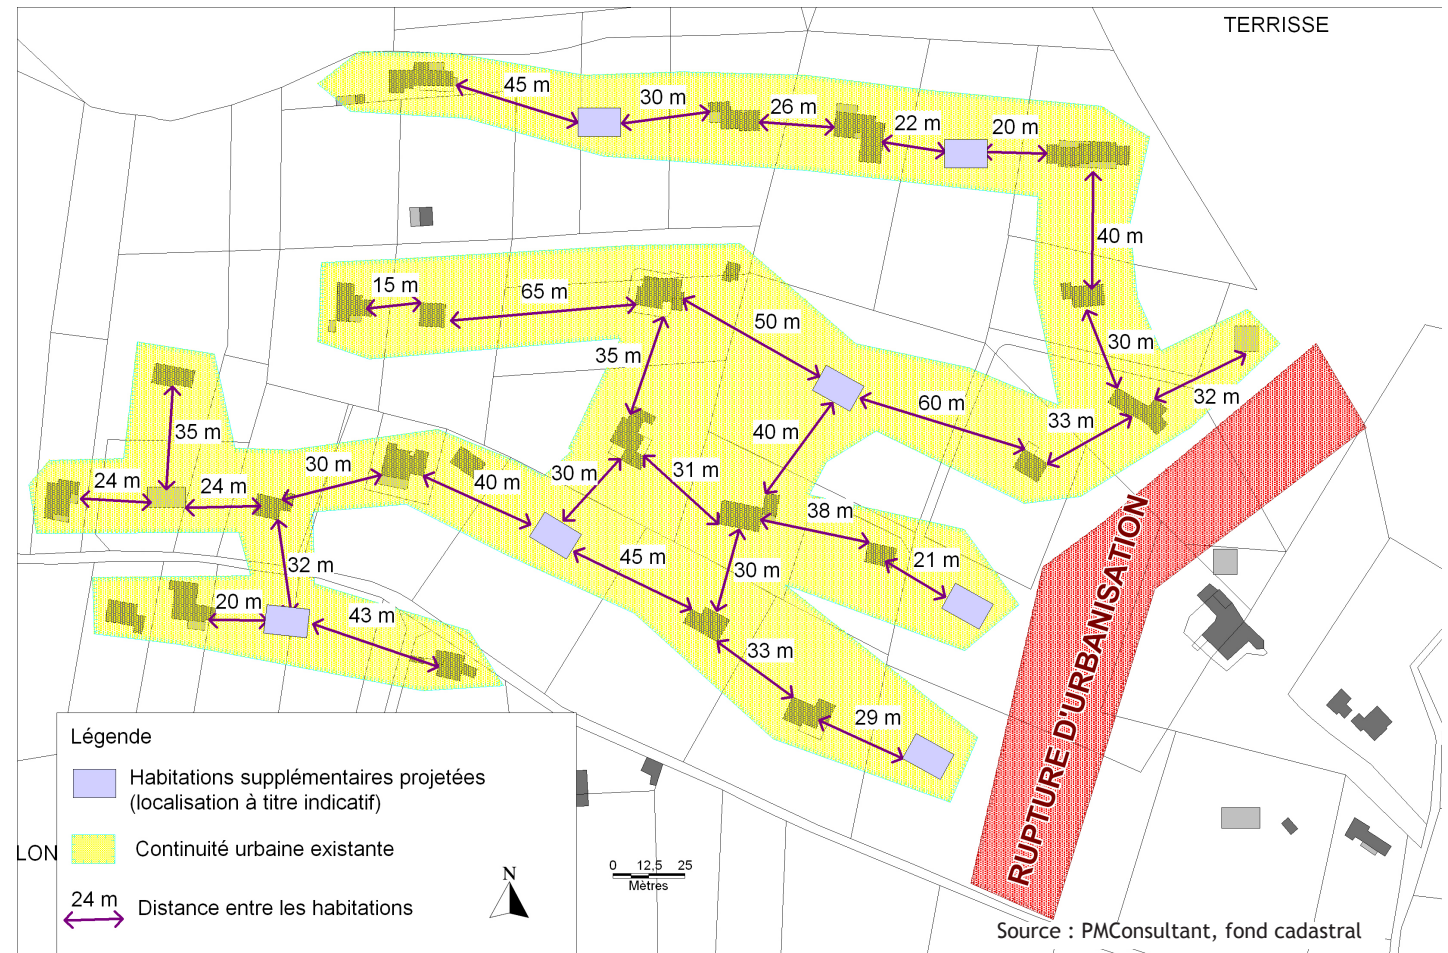 TERRISSE
45 m
30 m
26 m
22 m
20 m
40 m
15 m
65 m
50 m
35 m
30 m
32 m
60 m
33 m
40 m
35 m
24 m
24 m
30 m
40 m
30 m
31 m
38 m
45 m
30 m
21 m
32 m
20 m
43 m
33 m
29 m
RUPTURE D'URBANISATION
Légende
Habitations supplémentaires projetées
(localisation à titre indicatif)
Continuité urbaine existante
LON
24 m
Distance entre les habitations
N
0 12,5 25
Mètres
Source : PMConsultant, fond cadastral